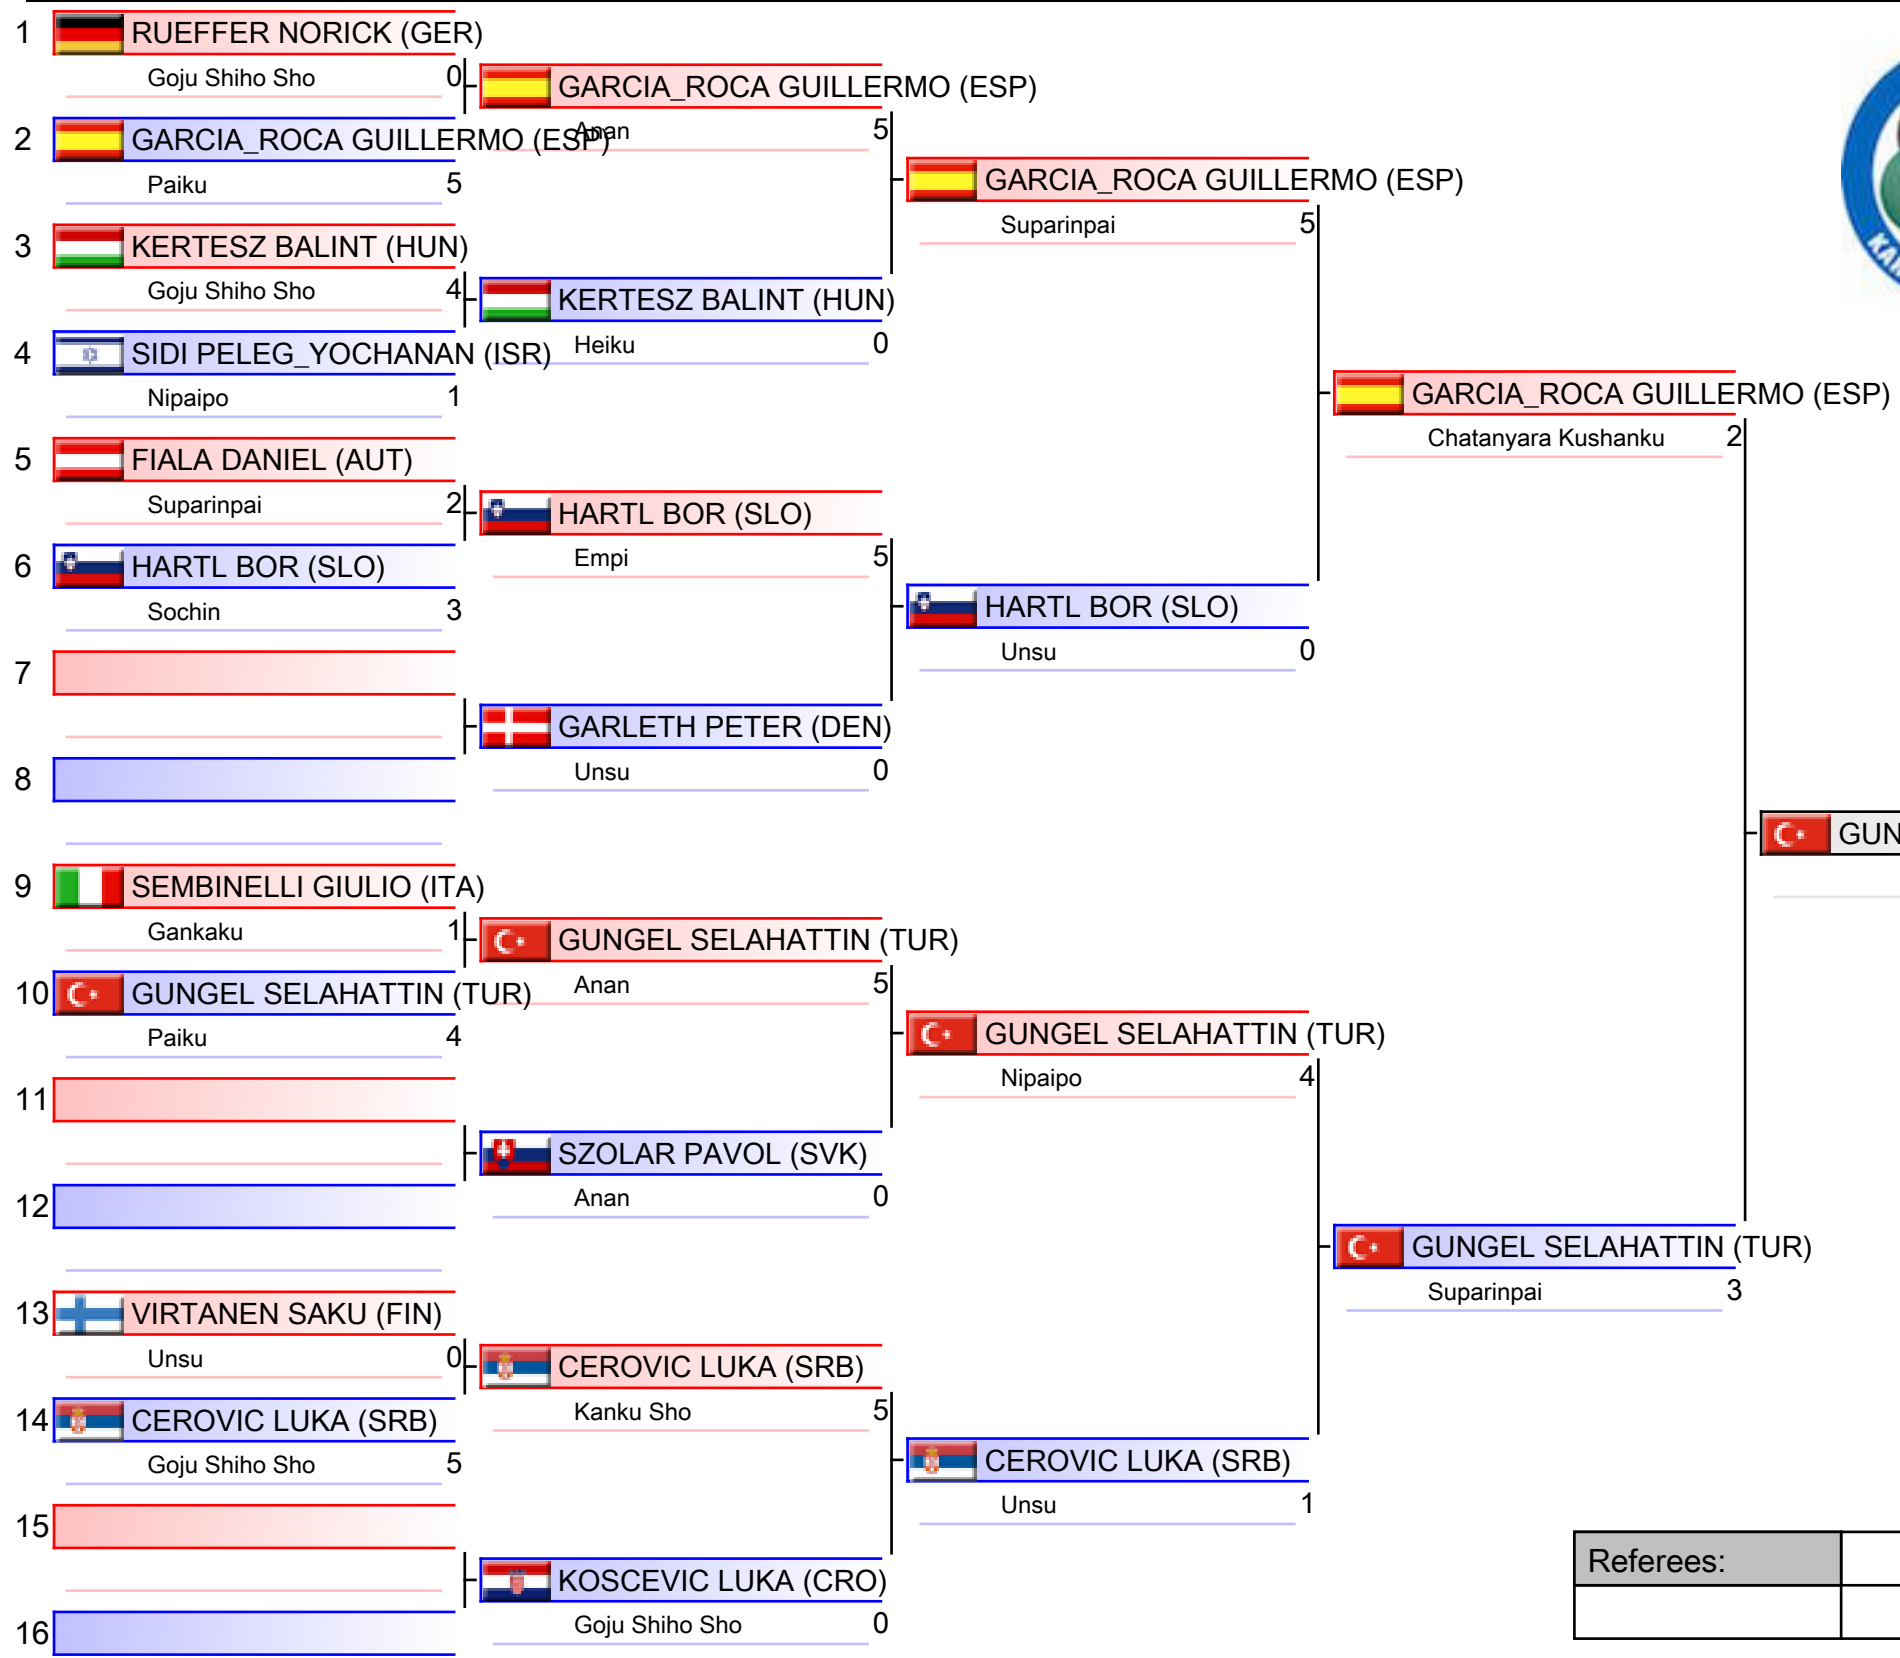 1 RUEFFER NORICK (GER)
Goju Shiho Sho 0
2 GARCIA_ROCA GUILLERMO (ESP)
Paiku 5
3 KERTESZ BALINT (HUN)
Goju Shiho Sho 4
4 SIDI PELEG_YOCHANAN (ISR)
Nipaipo 1
5 FIALA DANIEL (AUT)
Suparinpai 2
6 HARTL BOR (SLO)
Sochin 3
7
8
9 SEMBINELLI GIULIO (ITA)
Gankaku 1
10 GUNGEL SELAHATTIN (TUR)
Paiku 4
11
12
13 VIRTANEN SAKU (FIN)
Unsu 0
14 CEROVIC LUKA (SRB)
Goju Shiho Sho 5
15
16
GARCIA_ROCA GUILLERMO (ESP)
Anan 5
KERTESZ BALINT (HUN)
Heiku 0
HARTL BOR (SLO)
Empi 5
GARLETH PETER (DEN)
Unsu 0
GUNGEL SELAHATTIN (TUR)
Anan 5
SZOLAR PAVOL (SVK)
Anan 0
CEROVIC LUKA (SRB)
Kanku Sho 5
KOSCEVIC LUKA (CRO)
Goju Shiho Sho 0
GARCIA_ROCA GUILLERMO (ESP)
Suparinpai 5
HARTL BOR (SLO)
Unsu 0
GUNGEL SELAHATTIN (TUR)
Nipaipo 4
CEROVIC LUKA (SRB)
Unsu 1
GARCIA_ROCA GUILLERMO (ESP)
Chatanyara Kushanku 2
GUNGEL SELAHATTIN (TUR)
Suparinpai 3
GUN
Referees: